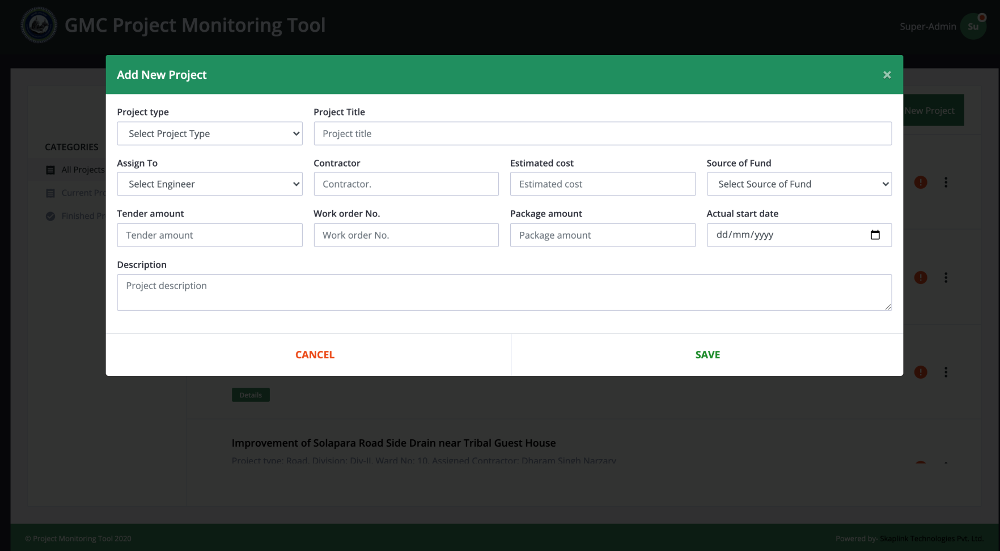 GMC Project Monitoring Tool
Super-Admin Su
Add New Project ×
New Project
Project type Project Title
Select Project Type Project title
CATEGORIES
Assign To Contractor Estimated cost Source of Fund
All Projects
Select Engineer Contractor. Estimated cost Select Source of Fund
Current Pro
Tender amount Work order No. Package amount Actual start date
Finished Pr
Tender amount Work order No. Package amount dd/mm/yyyy
Description
Project description
CANCEL SAVE
Details
Improvement of Solapara Road Side Drain near Tribal Guest House
Project type: Road, Division: Div-II, Ward No: 10, Assigned Contractor: Dharam Singh Narzary
© Project Monitoring Tool 2020 Powered by- Skaplink Technologies Pvt. Ltd.